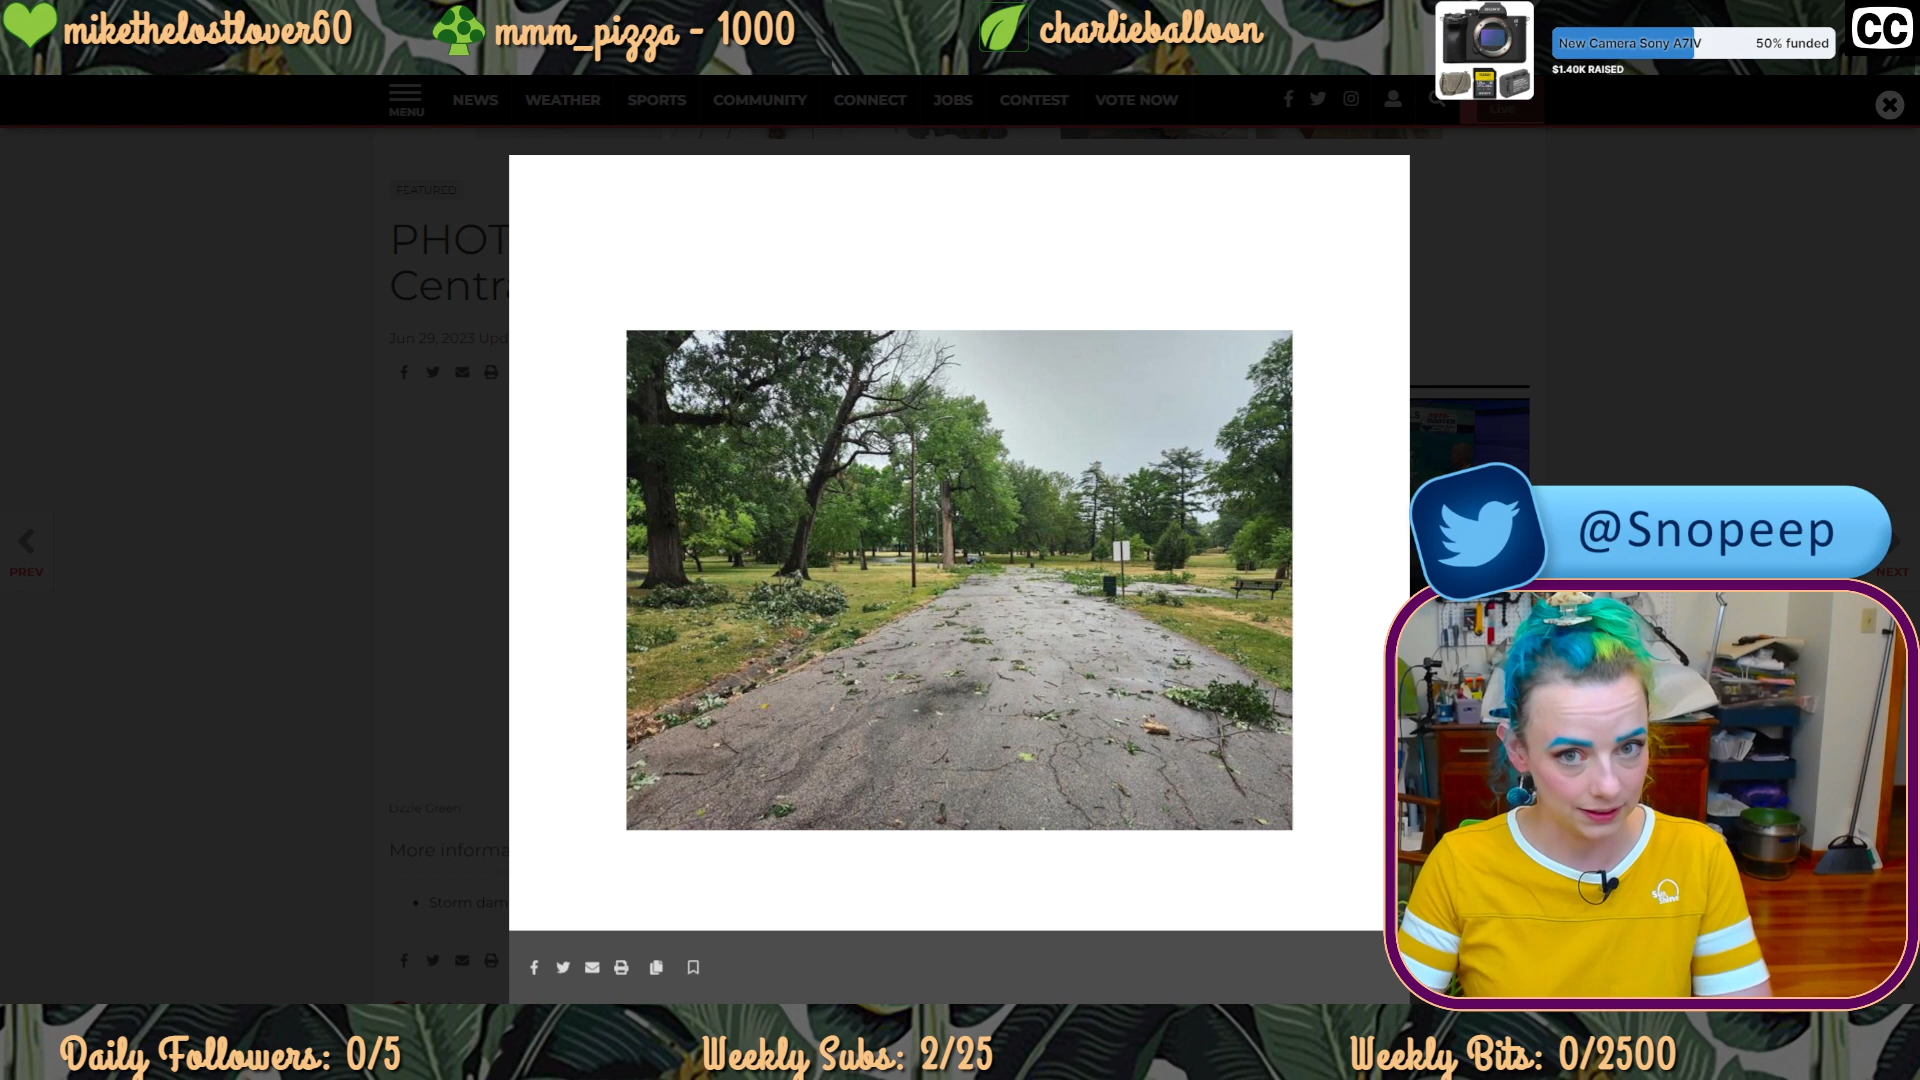 mikethelostlover60
mmm_pizza - 1000
charlieballoon
New Camera Sony A7IV
50% funded
$1.40K RAISED
CC
MENU
NEWS
WEATHER
SPORTS
COMMUNITY
CONNECT
JOBS
CONTEST
VOTE NOW
FEATURED
PHOT
Centr
Jun 29, 2023 Upd
PREV
NEXT
@Snopeep
Lizzie Green
More informa
Storm dam
Daily Followers: 0/5
Weekly Subs: 2/25
Weekly Bits: 0/2500